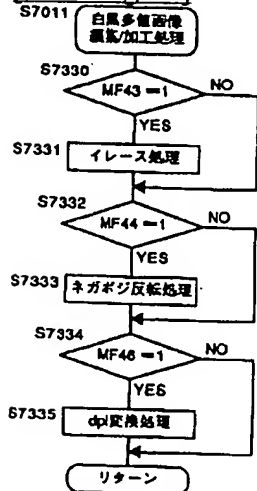 S7011
白黒多値画像
編集/加工処理
S7330
MF43=1
NO
YES
S7331
イレース処理
S7332
MF44=1
NO
YES
S7333
ネガポジ反転処理
S7334
MF46=1
NO
YES
S7335
dpi変換処理
リターン